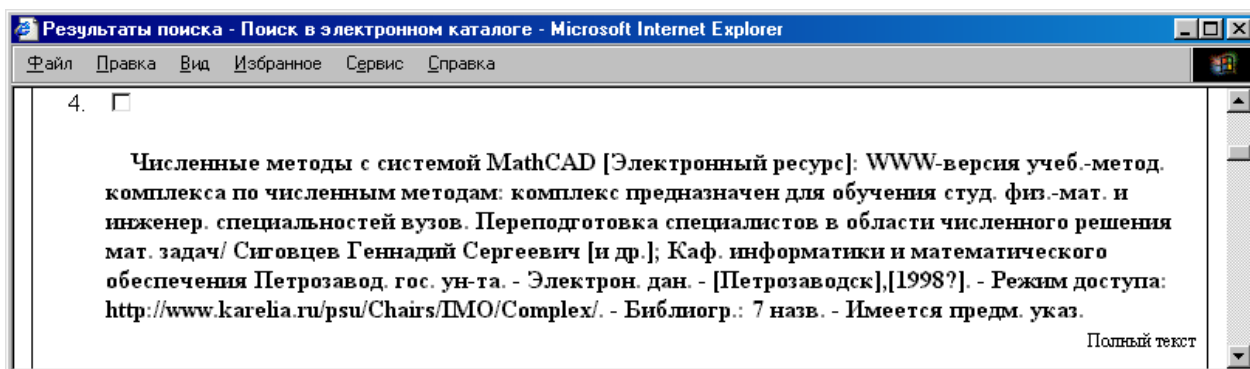 Результаты поиска - Поиск в электронном каталоге - Microsoft Internet Explorer
Файл Правка Вид Избранное Сервис Справка
4.
Численные методы с системой MathCAD [Электронный ресурс]: WWW-версия учеб.-метод.
комплекса по численным методам: комплекс предназначен для обучения студ. физ.-мат. и
инженер. специальностей вузов. Переподготовка специалистов в области численного решения
мат. задач/ Сиговцев Геннадий Сергеевич [и др.]; Каф. информатики и математического
обеспечения Петрозавод. гос. ун-та. - Электрон. дан. - [Петрозаводск],[1998?]. - Режим доступа:
http://www.karelia.ru/psu/Chairs/IMO/Complex/. - Библиогр.: 7 назв. - Имеется предм. указ.
Полный текст